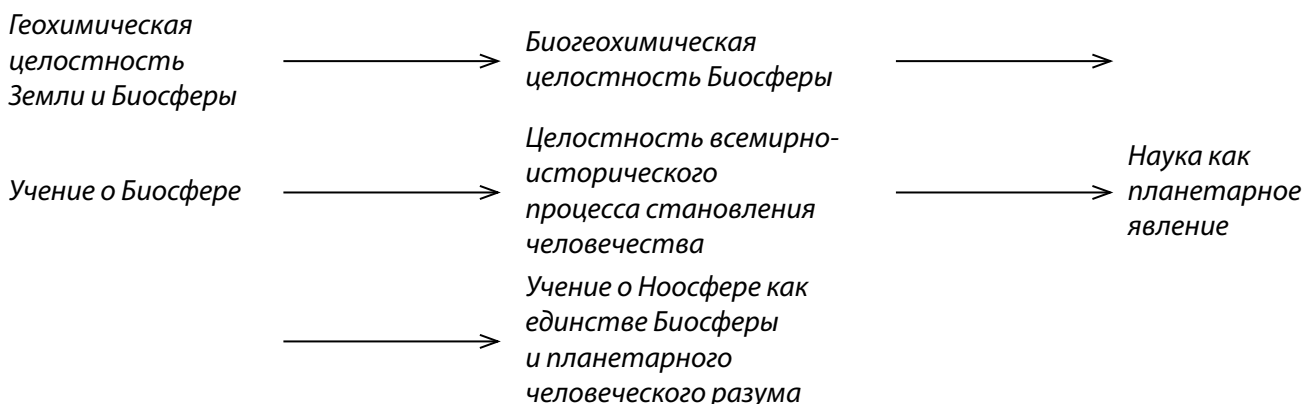 Геохимическая
целостность
Земли и Биосферы
Биогеохимическая
целостность Биосферы
Учение о Биосфере
Целостность всемирно-
исторического
процесса становления
человечества
Наука как
планетарное
явление
Учение о Ноосфере как
единстве Биосферы
и планетарного
человеческого разума